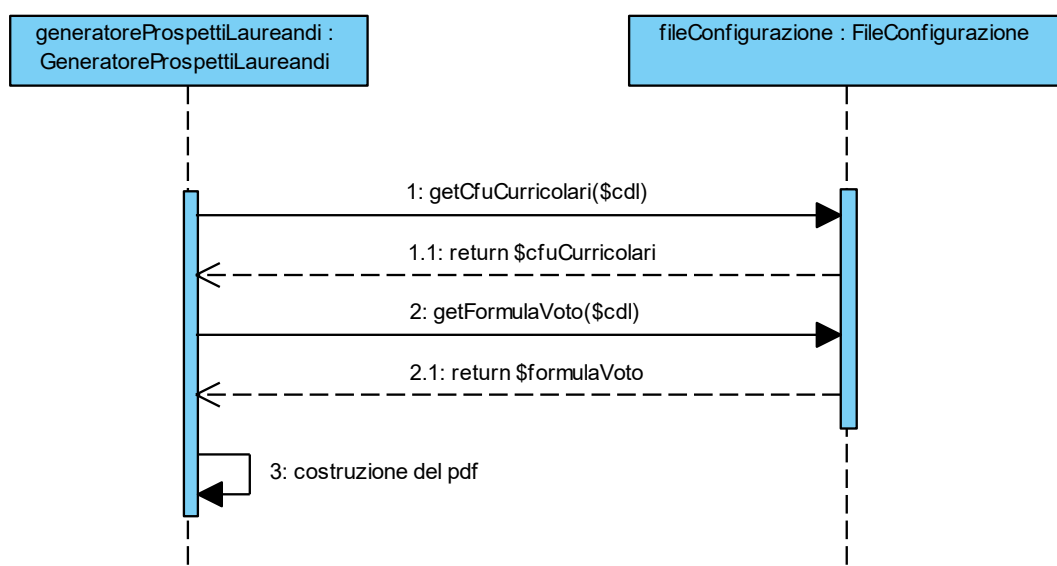 generatoreProspettiLaureandi :
GeneratoreProspettiLaureandi
fileConfigurazione : FileConfigurazione
1: getCfuCurricolari($cdl)
1.1: return $cfuCurricolari
2: getFormulaVoto($cdl)
2.1: return $formulaVoto
3: costruzione del pdf